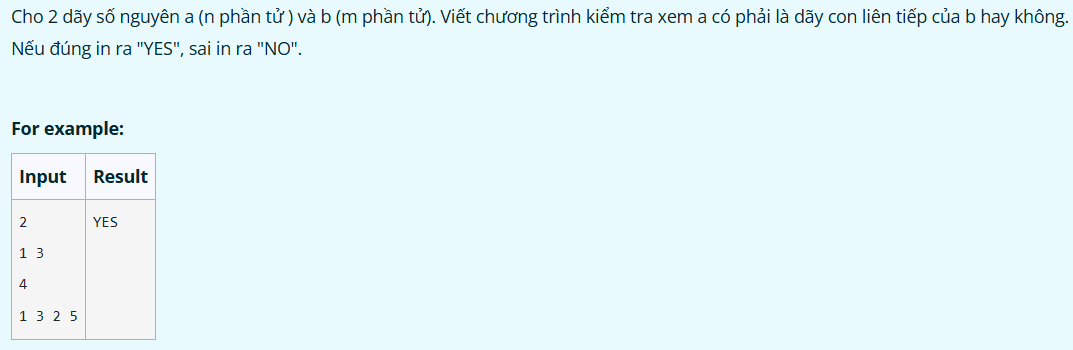 Cho 2 dãy số nguyên a (n phần tử ) và b (m phần tử). Viết chương trình kiểm tra xem a có phải là dãy con liên tiếp của b hay không.
Nếu đúng in ra "YES", sai in ra "NO".
For example:
Input Result
2 YES
1 3
4
1 3 2 5